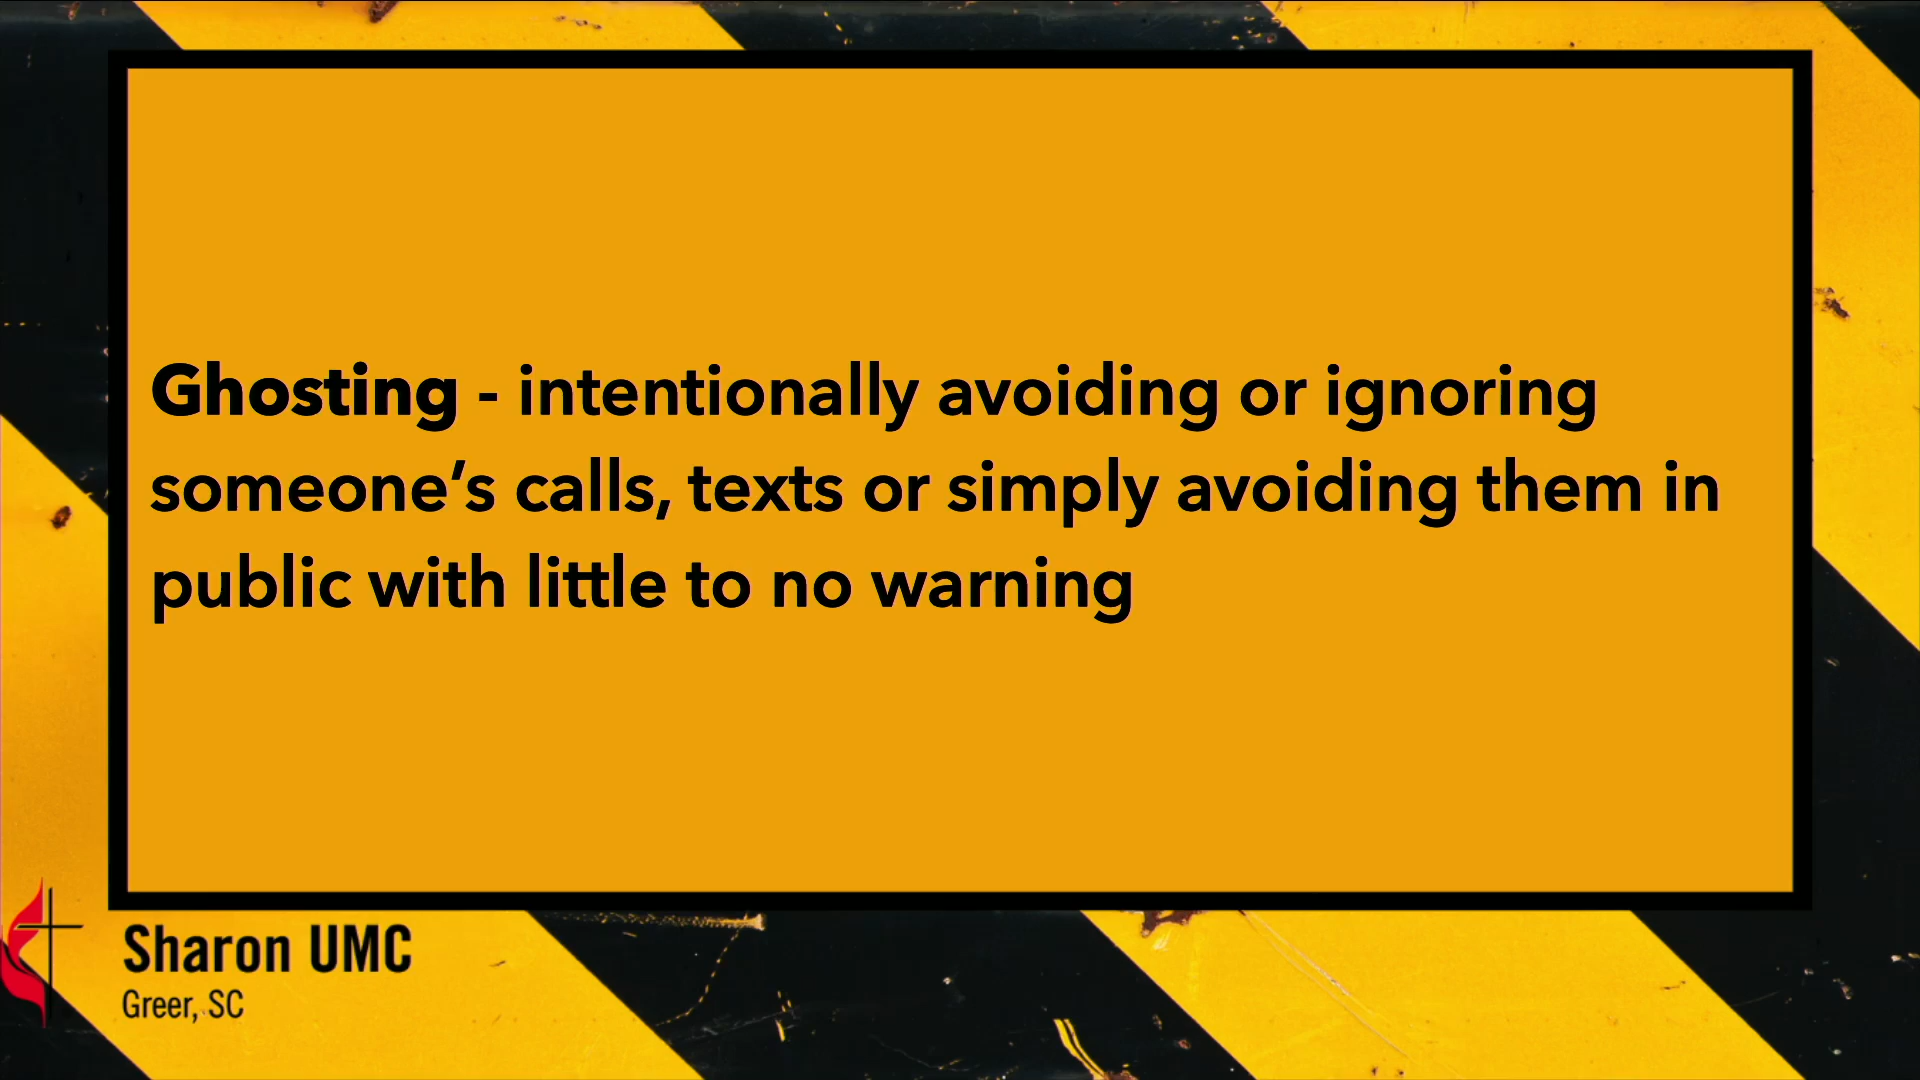 Ghosting - intentionally avoiding or ignoring
someone’s calls, texts or simply avoiding them in
public with little to no warning
Sharon UMC
Greer, SC